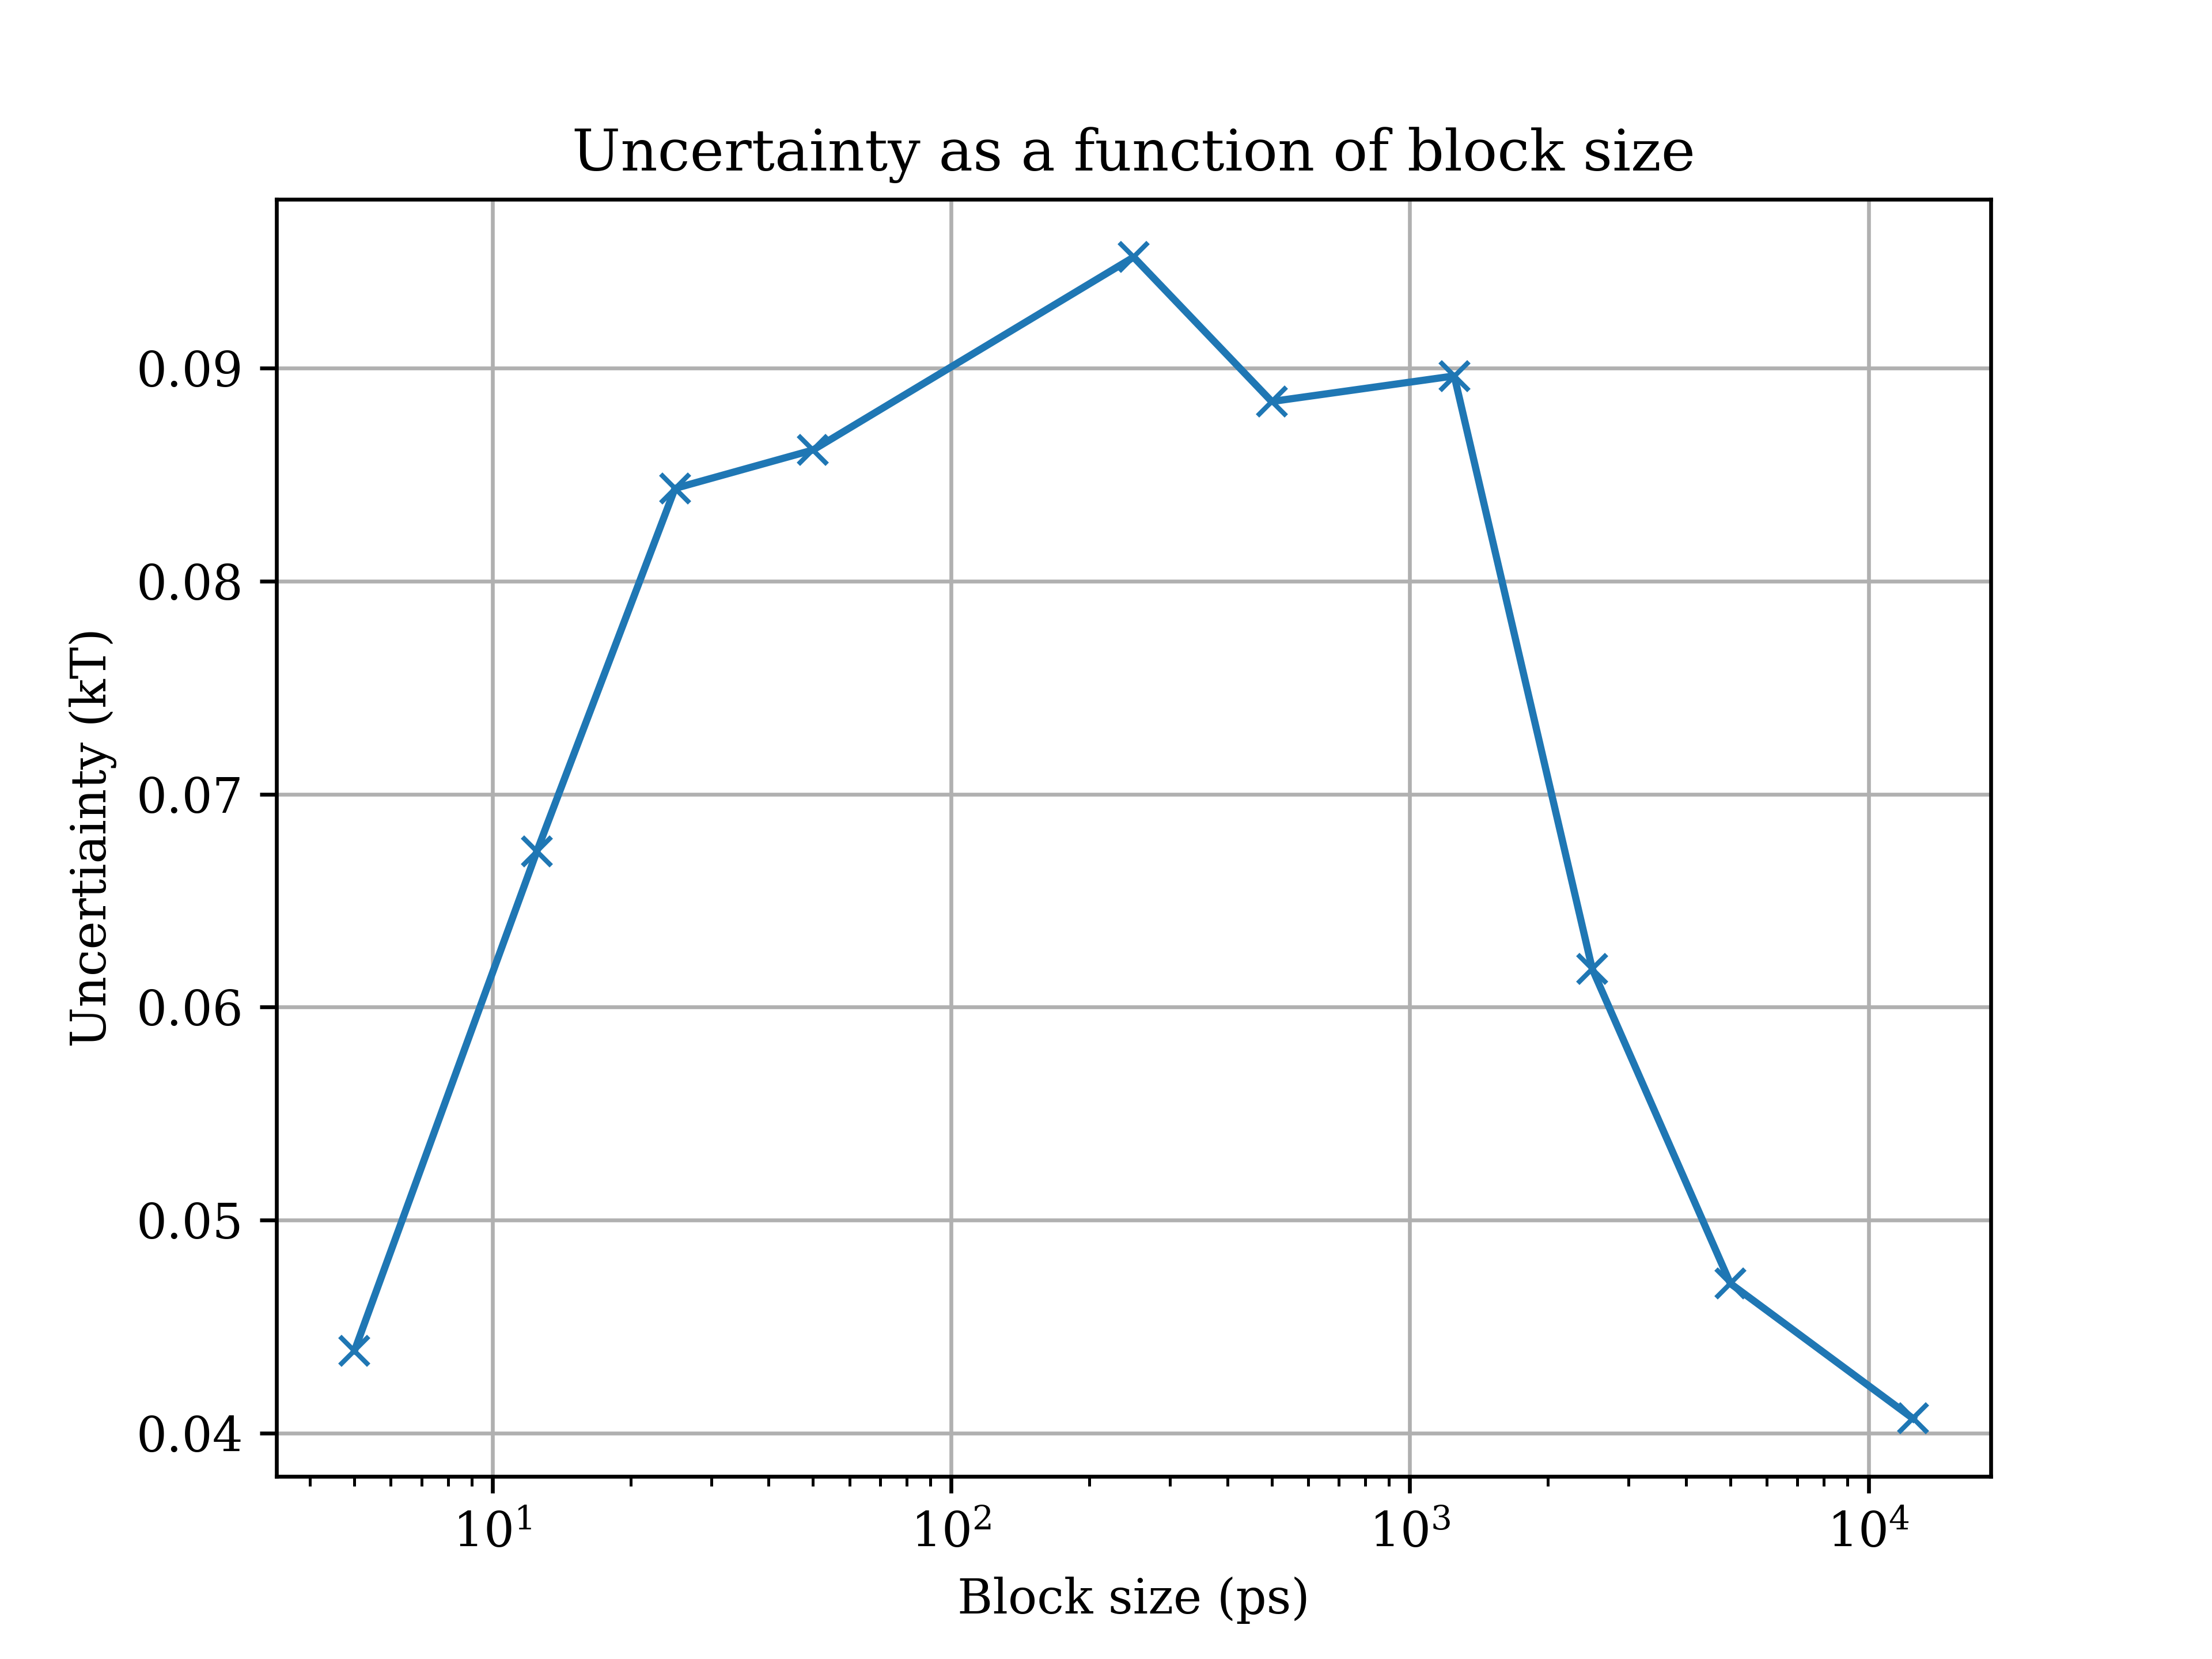 Uncertainty as a function of block size
0.09
0.08
0.07
0.06
0.05
0.04
Uncertiainty (kT)
10¹ 10² 10³ 10⁴
Block size (ps)